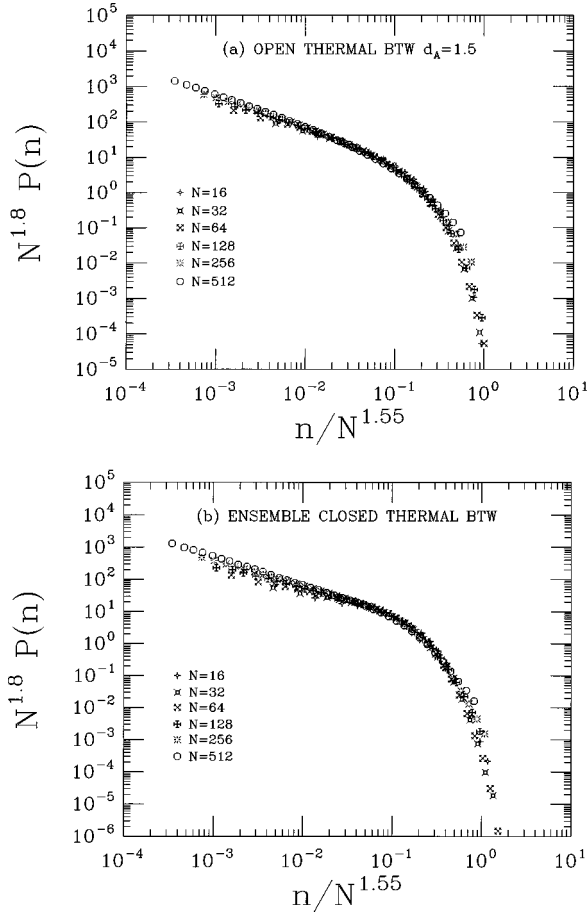 10^5
(a) OPEN THERMAL BTW d_A=1.5
10^4
10^3
10^2
10^1
10^0
10^-1
10^-2
10^-3
10^-4
10^-5
N^1.8 P(n)
N=16
N=32
N=64
N=128
N=256
N=512
10^-4 10^-3 10^-2 10^-1 10^0 10^1
n/N^1.55
10^5
(b) ENSEMBLE CLOSED THERMAL BTW
10^4
10^3
10^2
10^1
10^0
10^-1
10^-2
10^-3
10^-4
10^-5
10^-6
N^1.8 P(n)
N=16
N=32
N=64
N=128
N=256
N=512
10^-4 10^-3 10^-2 10^-1 10^0 10^1
n/N^1.55